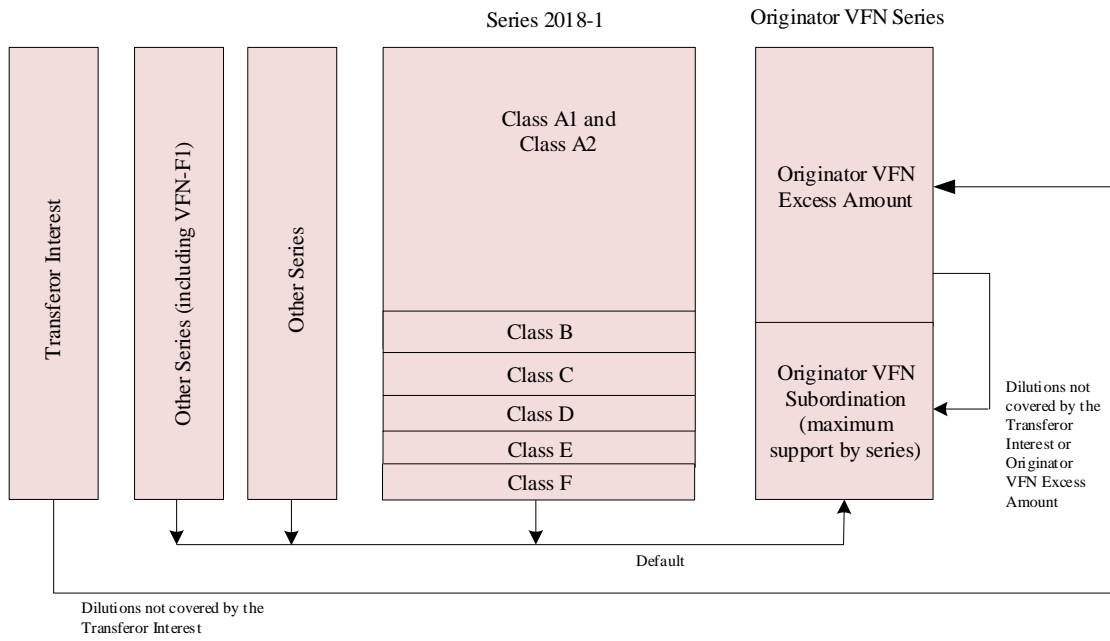 Series 2018-1
Originator VFN Series
Transferor Interest
Other Series (including VFN-F1)
Other Series
Class A1 and
Class A2
Class B
Class C
Class D
Class E
Class F
Originator VFN
Excess Amount
Originator VFN
Subordination
(maximum
support by series)
Dilutions not
covered by the
Transferor
Interest or
Originator
VFN Excess
Amount
Default
Dilutions not covered by the
Transferor Interest